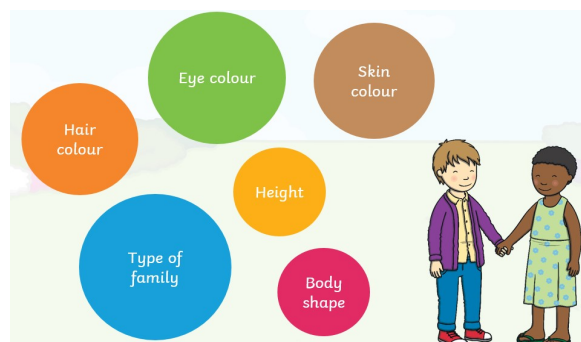 Eye colour
Skin
colour
Hair
colour
Height
Type of
family
Body
shape